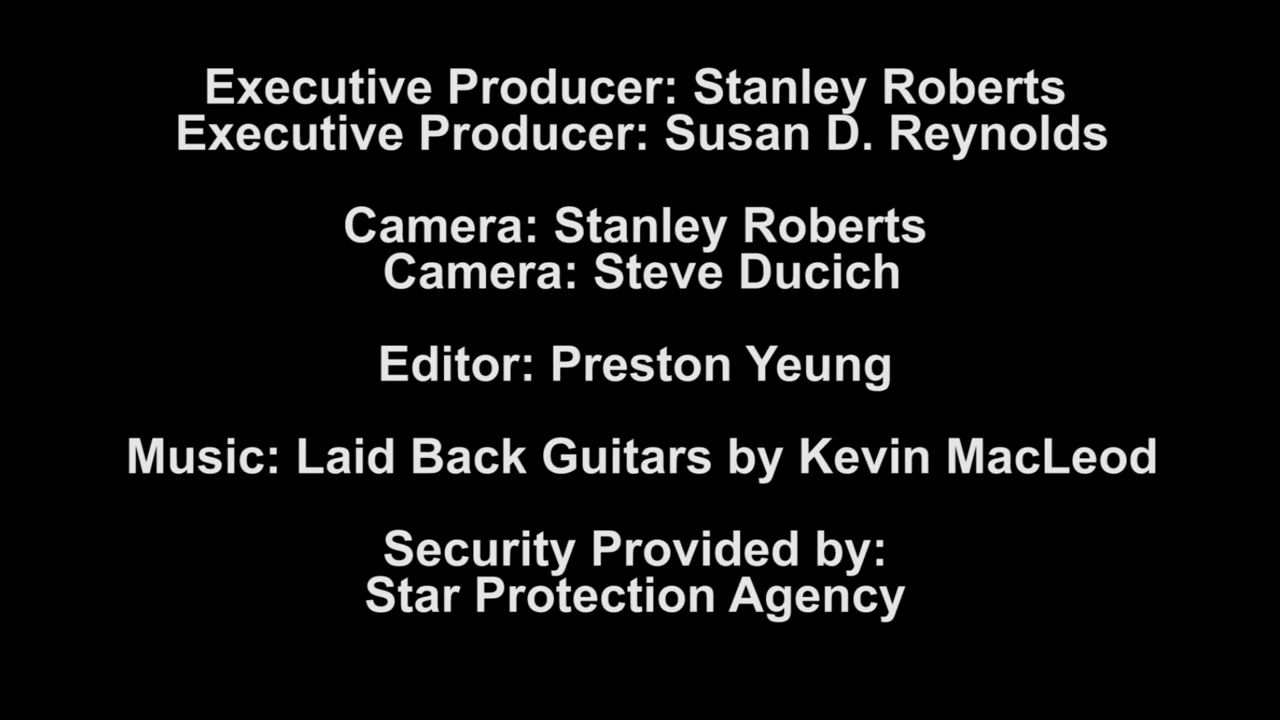 Executive Producer: Stanley Roberts
Executive Producer: Susan D. Reynolds
Camera: Stanley Roberts
Camera: Steve Ducich
Editor: Preston Yeung
Music: Laid Back Guitars by Kevin MacLeod
Security Provided by:
Star Protection Agency